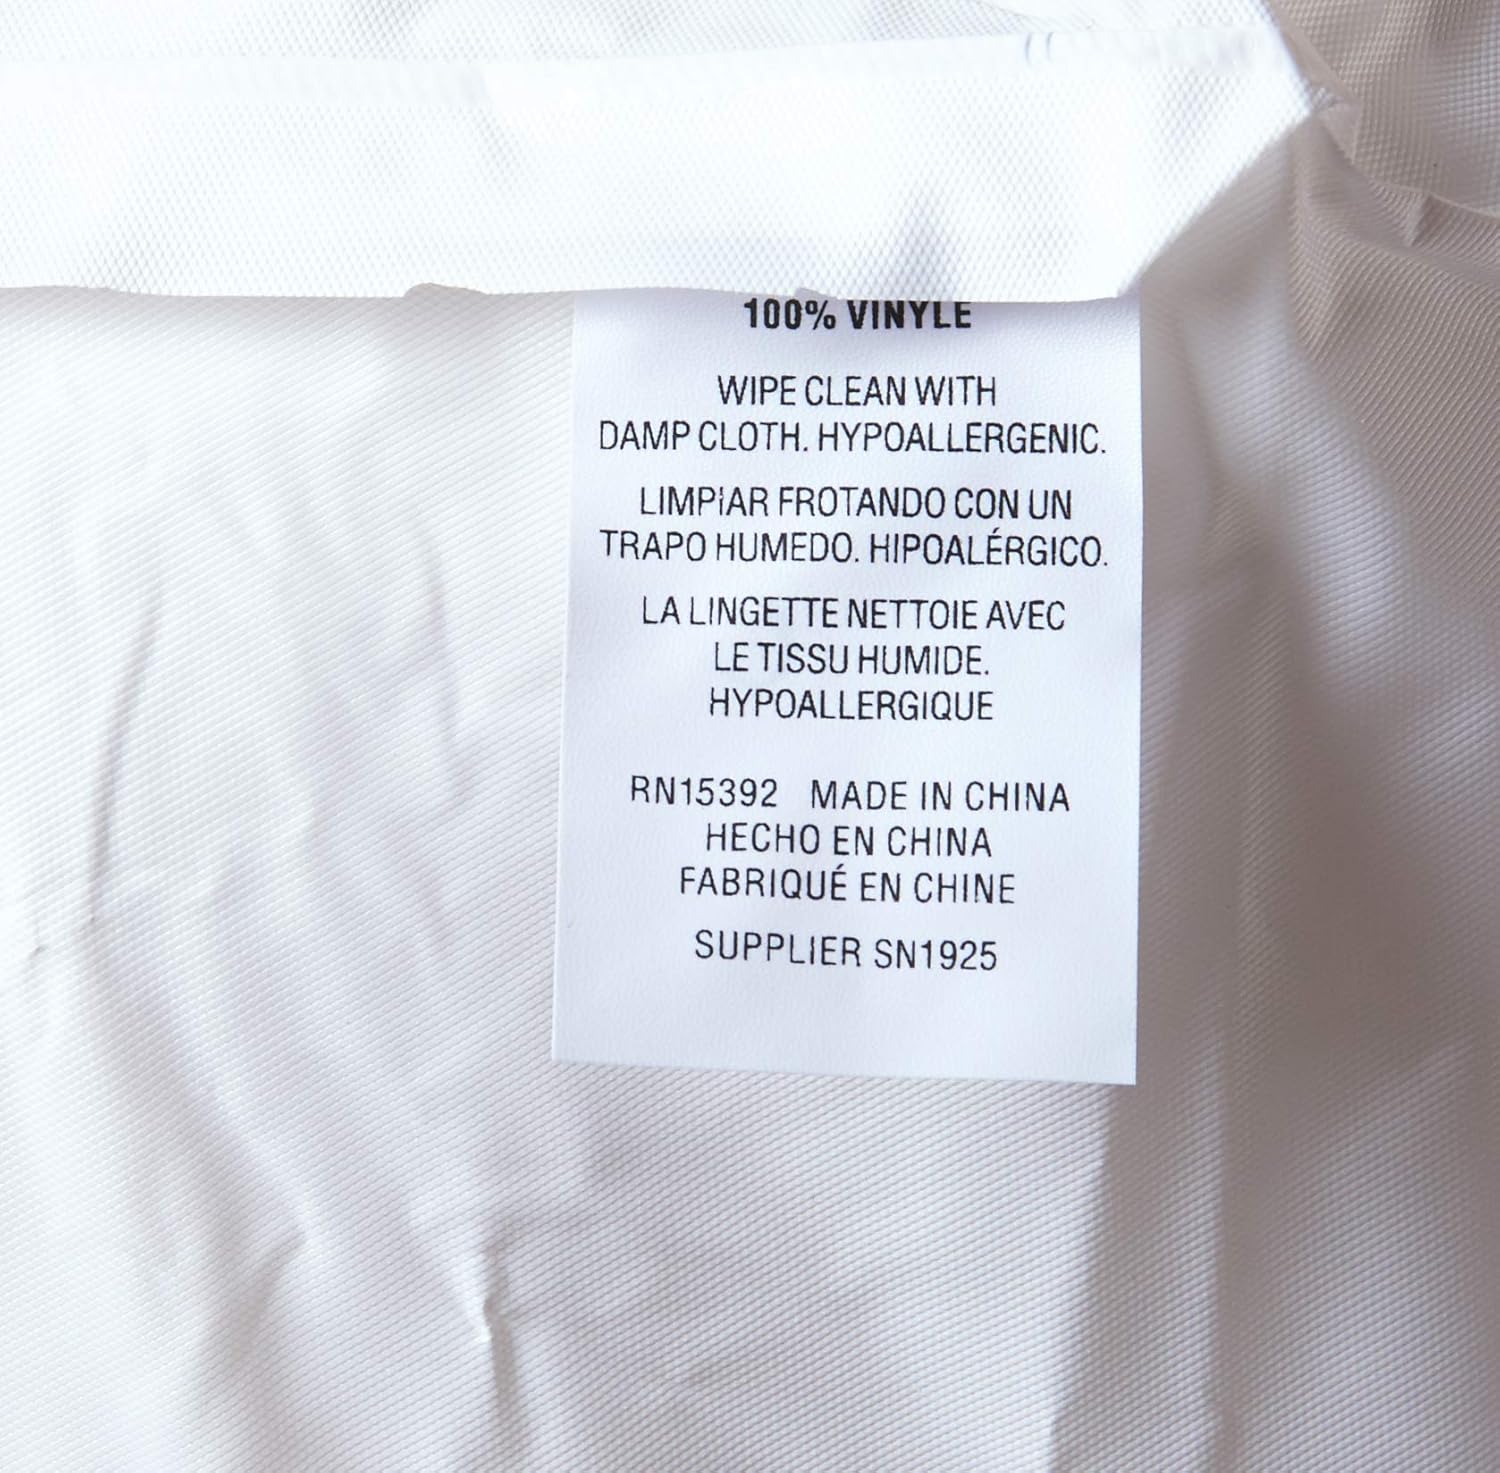 100% VINYLE
WIPE CLEAN WITH
DAMP CLOTH. HYPOALLERGENIC.
LIMPIAR FROTANDO CON UN
TRAPO HUMEDO. HIPOALÉRGICO.
LA LINGETTE NETTOIE AVEC
LE TISSU HUMIDE.
HYPOALLERGIQUE
RN15392 MADE IN CHINA
HECHO EN CHINA
FABRIQUÉ EN CHINE
SUPPLIER SN1925